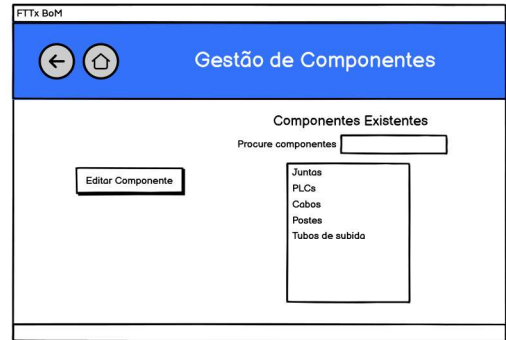 FTTx BoM
Gestão de Componentes
Componentes Existentes
Procure componentes
Editar Componente
Juntas
PLCs
Cabos
Postes
Tubos de subida